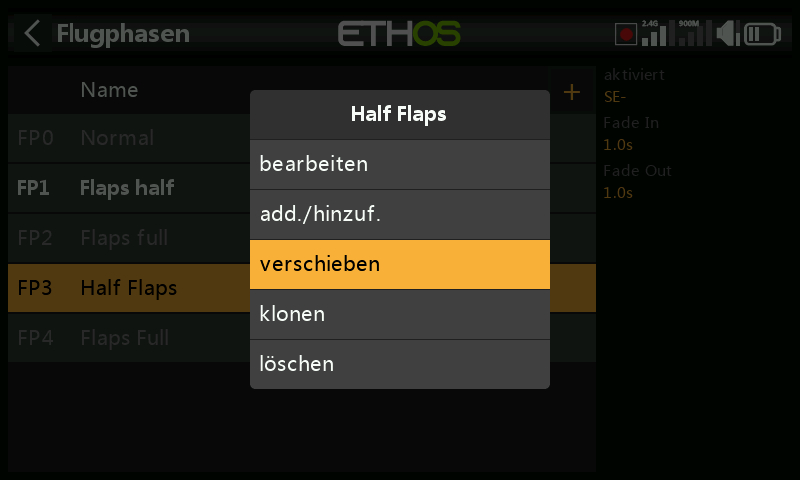 Flugphasen
ETHOS
2.4G
900M
Name
+
aktiviert
SE-
Fade In
1.0s
Fade Out
1.0s
FP0 Normal
FP1 Flaps half
FP2 Flaps full
FP3 Half Flaps
FP4 Flaps Full
Half Flaps
bearbeiten
add./hinzuf.
verschieben
klonen
löschen